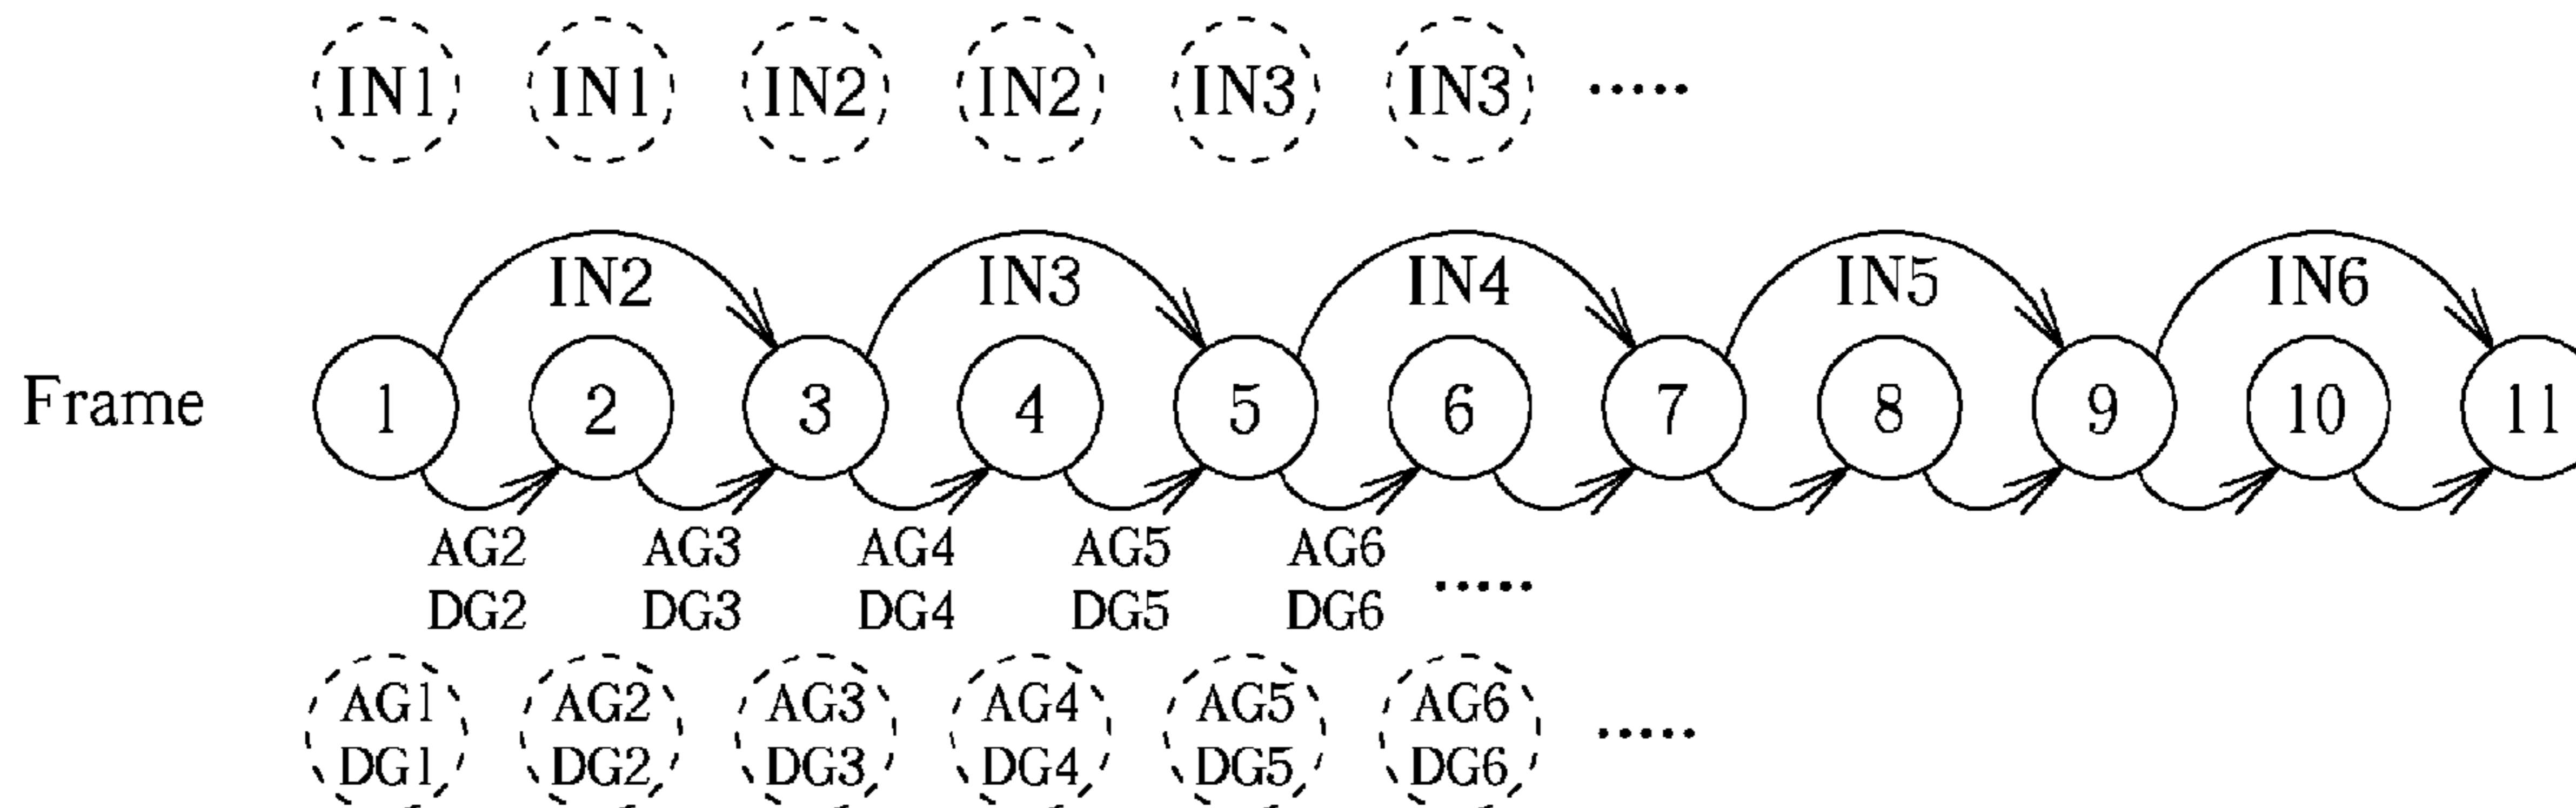 IN1 IN1 IN2 IN2 IN3 IN3 .....
IN2 IN3 IN4 IN5 IN6
Frame 1 2 3 4 5 6 7 8 9 10 11
AG2 AG3 AG4 AG5 AG6
DG2 DG3 DG4 DG5 DG6 .....
AG1 AG2 AG3 AG4 AG5 AG6 .....
DG1 DG2 DG3 DG4 DG5 DG6